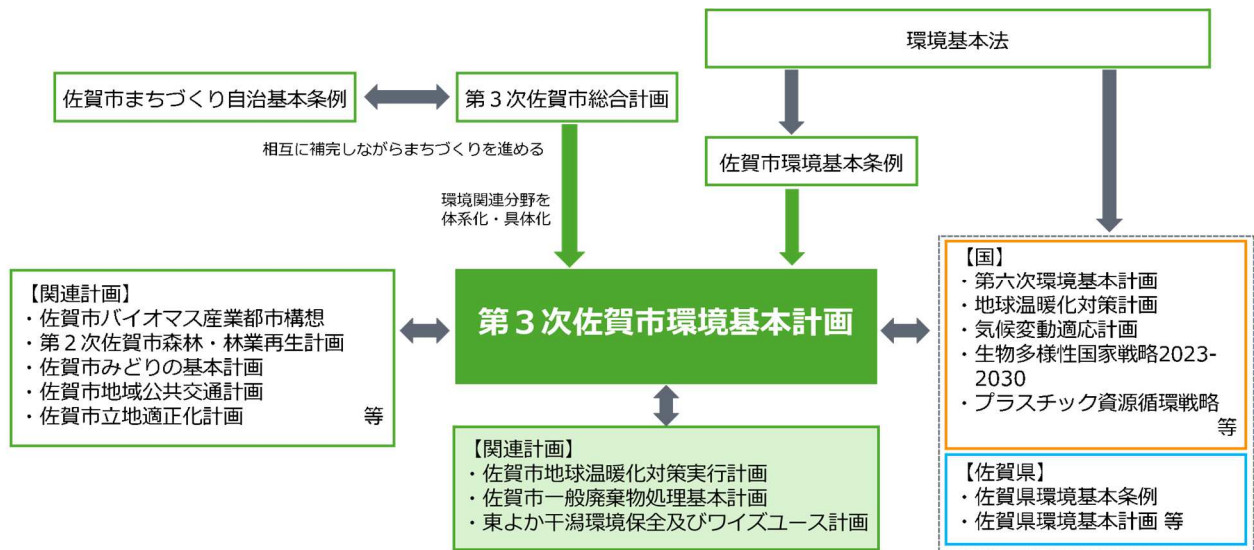 環境基本法
佐賀市まちづくり自治基本条例
第３次佐賀市総合計画
相互に補完しながらまちづくりを進める
佐賀市環境基本条例
環境関連分野を
体系化・具体化
【関連計画】
・佐賀市バイオマス産業都市構想
・第２次佐賀市森林・林業再生計画
・佐賀市みどりの基本計画
・佐賀市地域公共交通計画
・佐賀市立地適正化計画 等
第３次佐賀市環境基本計画
【国】
・第六次環境基本計画
・地球温暖化対策計画
・気候変動適応計画
・生物多様性国家戦略2023-
2030
・プラスチック資源循環戦略
等
【関連計画】
・佐賀市地球温暖化対策実行計画
・佐賀市一般廃棄物処理基本計画
・東よか干潟環境保全及びワイズユース計画
【佐賀県】
・佐賀県環境基本条例
・佐賀県環境基本計画 等